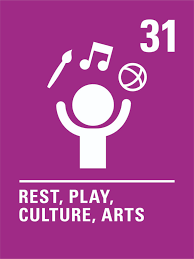 31
REST, PLAY,
CULTURE, ARTS